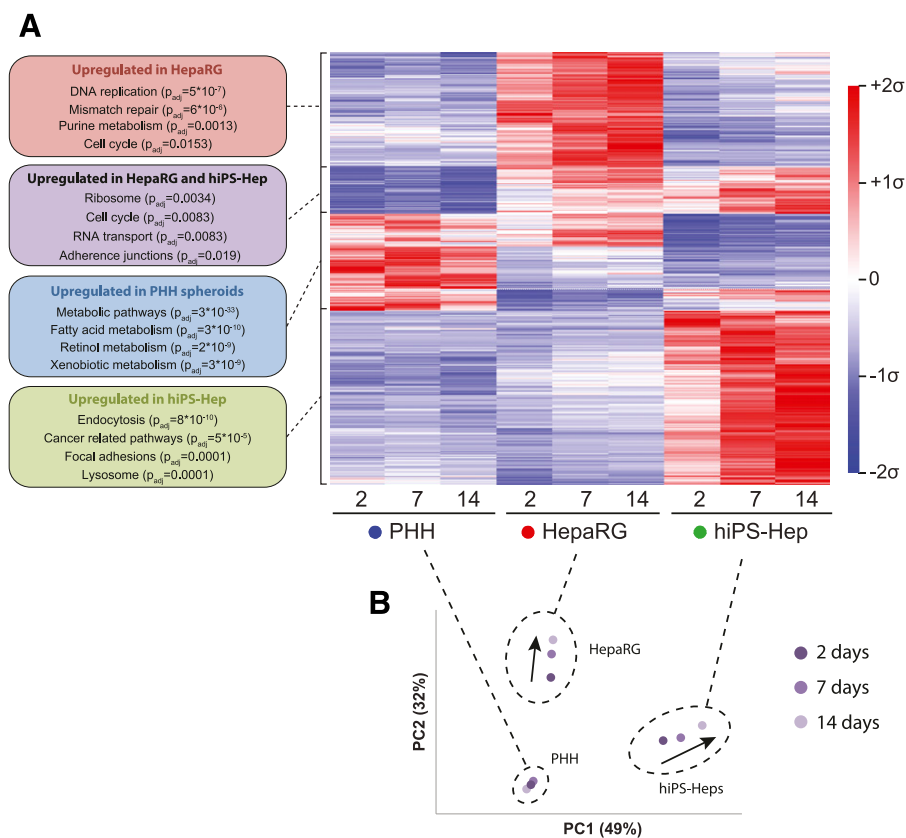 A
Upregulated in HepaRG
DNA replication (padj=5*10-7)
Mismatch repair (padj=6*10-6)
Purine metabolism (padj=0.0013)
Cell cycle (padj=0.0153)
Upregulated in HepaRG and hiPS-Hep
Ribosome (padj=0.0034)
Cell cycle (padj=0.0083)
RNA transport (padj=0.0083)
Adherence junctions (padj=0.019)
Upregulated in PHH spheroids
Metabolic pathways (padj=3*10-33)
Fatty acid metabolism (padj=3*10-10)
Retinol metabolism (padj=2*10-9)
Xenobiotic metabolism (padj=3*10-9)
Upregulated in hiPS-Hep
Endocytosis (padj=8*10-10)
Cancer related pathways (padj=5*10-5)
Focal adhesions (padj=0.0001)
Lysosome (padj=0.0001)
+2σ
+1σ
0
-1σ
-2σ
2 7 14 2 7 14 2 7 14
PHH HepaRG hiPS-Hep
B
HepaRG
PHH
hiPS-Heps
PC2 (32%)
PC1 (49%)
2 days
7 days
14 days